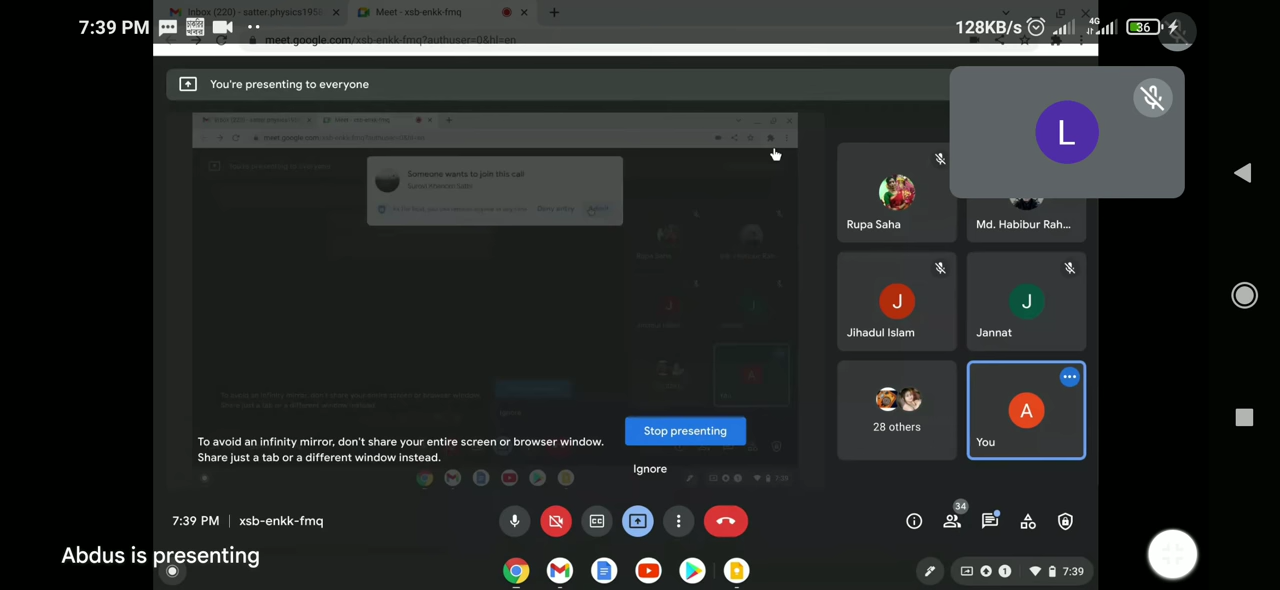 7:39 PM
চাকরির খবর
128KB/s
4G
36
Inbox (220) - satter.physics1956
Meet - xsb-enkk-fmq
meet.google.com/xsb-enkk-fmq?authuser=0&hl=en
You're presenting to everyone
L
Someone wants to join this call
Rupa Saha
Md. Habibur Rah...
J
Jihadul Islam
J
Jannat
28 others
A
You
To avoid an infinity mirror, don't share your entire screen or browser window.
Share just a tab or a different window instead.
Stop presenting
Ignore
7:39 PM | xsb-enkk-fmq
34
Abdus is presenting
1
7:39